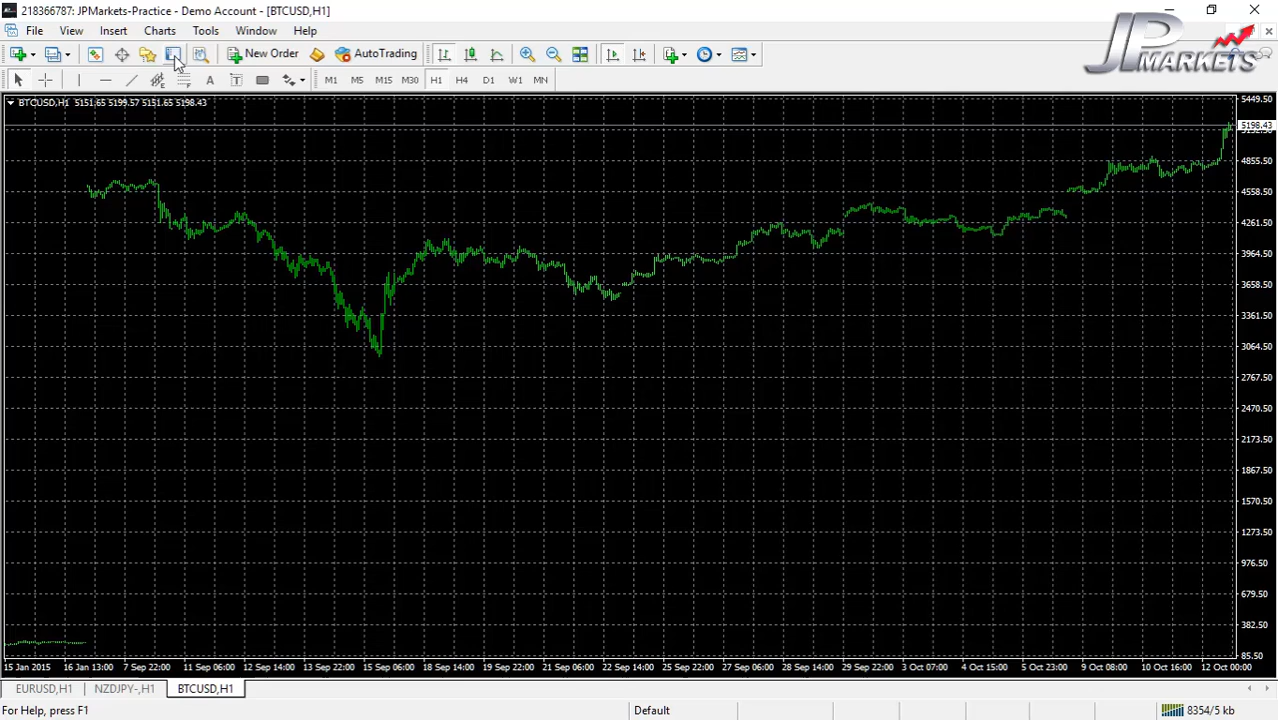 218366787: JPMarkets-Practice - Demo Account - [BTCUSD,H1]
File View Insert Charts Tools Window Help
New Order AutoTrading
JP MARKETS
A T M1 M5 M15 M30 H1 H4 D1 W1 MN
BTCUSD,H1 5151.65 5199.57 5151.65 5198.43
5449.50
5198.43
4855.50
4558.50
4261.50
3964.50
3658.50
3361.50
3064.50
2767.50
2470.50
2173.50
1867.50
1570.50
1273.50
976.50
679.50
382.50
85.50
15 Jan 2015 16 Jan 13:00 7 Sep 22:00 11 Sep 06:00 12 Sep 14:00 13 Sep 22:00 15 Sep 06:00 18 Sep 14:00 19 Sep 22:00 21 Sep 06:00 22 Sep 14:00 25 Sep 22:00 27 Sep 06:00 28 Sep 14:00 29 Sep 22:00 3 Oct 07:00 4 Oct 15:00 5 Oct 23:00 9 Oct 08:00 10 Oct 16:00 12 Oct 00:00
EURUSD,H1 NZDJPY-,H1 BTCUSD,H1
For Help, press F1 Default 8354/5 kb